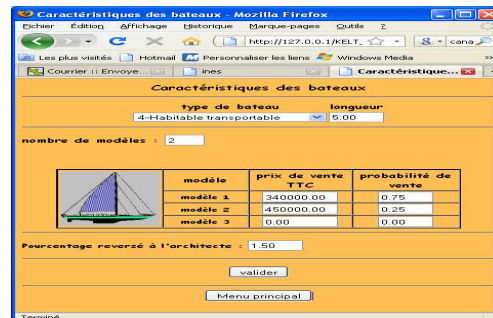 Caractéristiques des bateaux - Mozilla Firefox
Fichier Édition Affichage Historique Marque-pages Outils ?
http://127.0.0.1/KELT_ cana
Les plus visités Hotmail Personnaliser les liens Windows Media
Courrier :: Envoye... ines Caractéristique...
Caractéristiques des bateaux
type de bateau longueur
4-Habitable transportable 5.00
nombre de modèles : 2
modèle prix de vente TTC probabilité de vente
modèle 1 340000.00 0.75
modèle 2 450000.00 0.25
modèle 3 0.00 0.00
Pourcentage reversé à l'architecte : 1.50
valider
Menu principal
Terminé